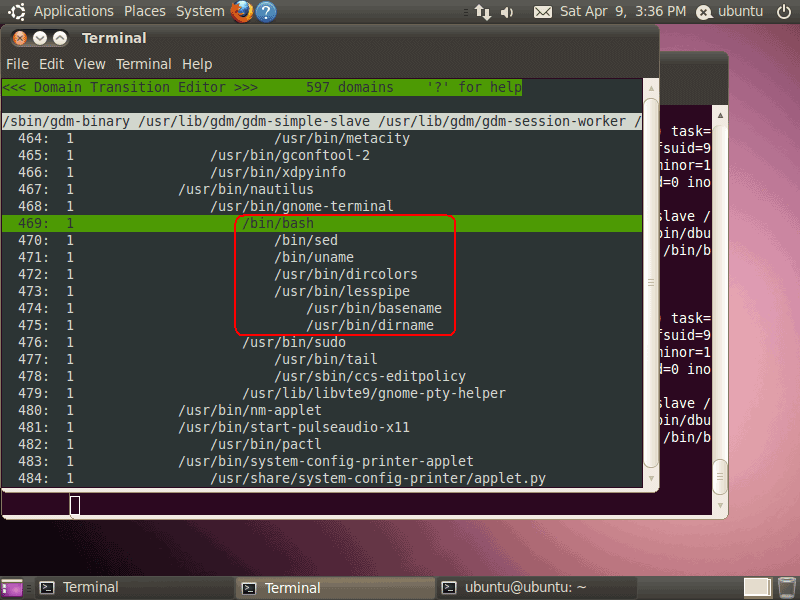 Applications Places System ? Sat Apr 9, 3:36 PM ubuntu
Terminal
File Edit View Terminal Help
<<< Domain Transition Editor >>> 597 domains '?' for help
/sbin/gdm-binary /usr/lib/gdm/gdm-simple-slave /usr/lib/gdm/gdm-session-worker /
464: 1 /usr/bin/metacity
465: 1 /usr/bin/gconftool-2
466: 1 /usr/bin/xdpyinfo
467: 1 /usr/bin/nautilus
468: 1 /usr/bin/gnome-terminal
469: 1 /bin/bash
470: 1 /bin/sed
471: 1 /bin/uname
472: 1 /usr/bin/dircolors
473: 1 /usr/bin/lesspipe
474: 1 /usr/bin/basename
475: 1 /usr/bin/dirname
476: 1 /usr/bin/sudo
477: 1 /usr/bin/tail
478: 1 /usr/sbin/ccs-editpolicy
479: 1 /usr/lib/libvte9/gnome-pty-helper
480: 1 /usr/bin/nm-applet
481: 1 /usr/bin/start-pulseaudio-x11
482: 1 /usr/bin/pactl
483: 1 /usr/bin/system-config-printer-applet
484: 1 /usr/share/system-config-printer/applet.py
) task=
fsuid=9
minor=1
d=0 ino
slave /
bin/dbu
/bin/b
) task=
fsuid=9
minor=1
d=0 ino
slave /
bin/dbu
/bin/b
Terminal Terminal ubuntu@ubuntu: ~